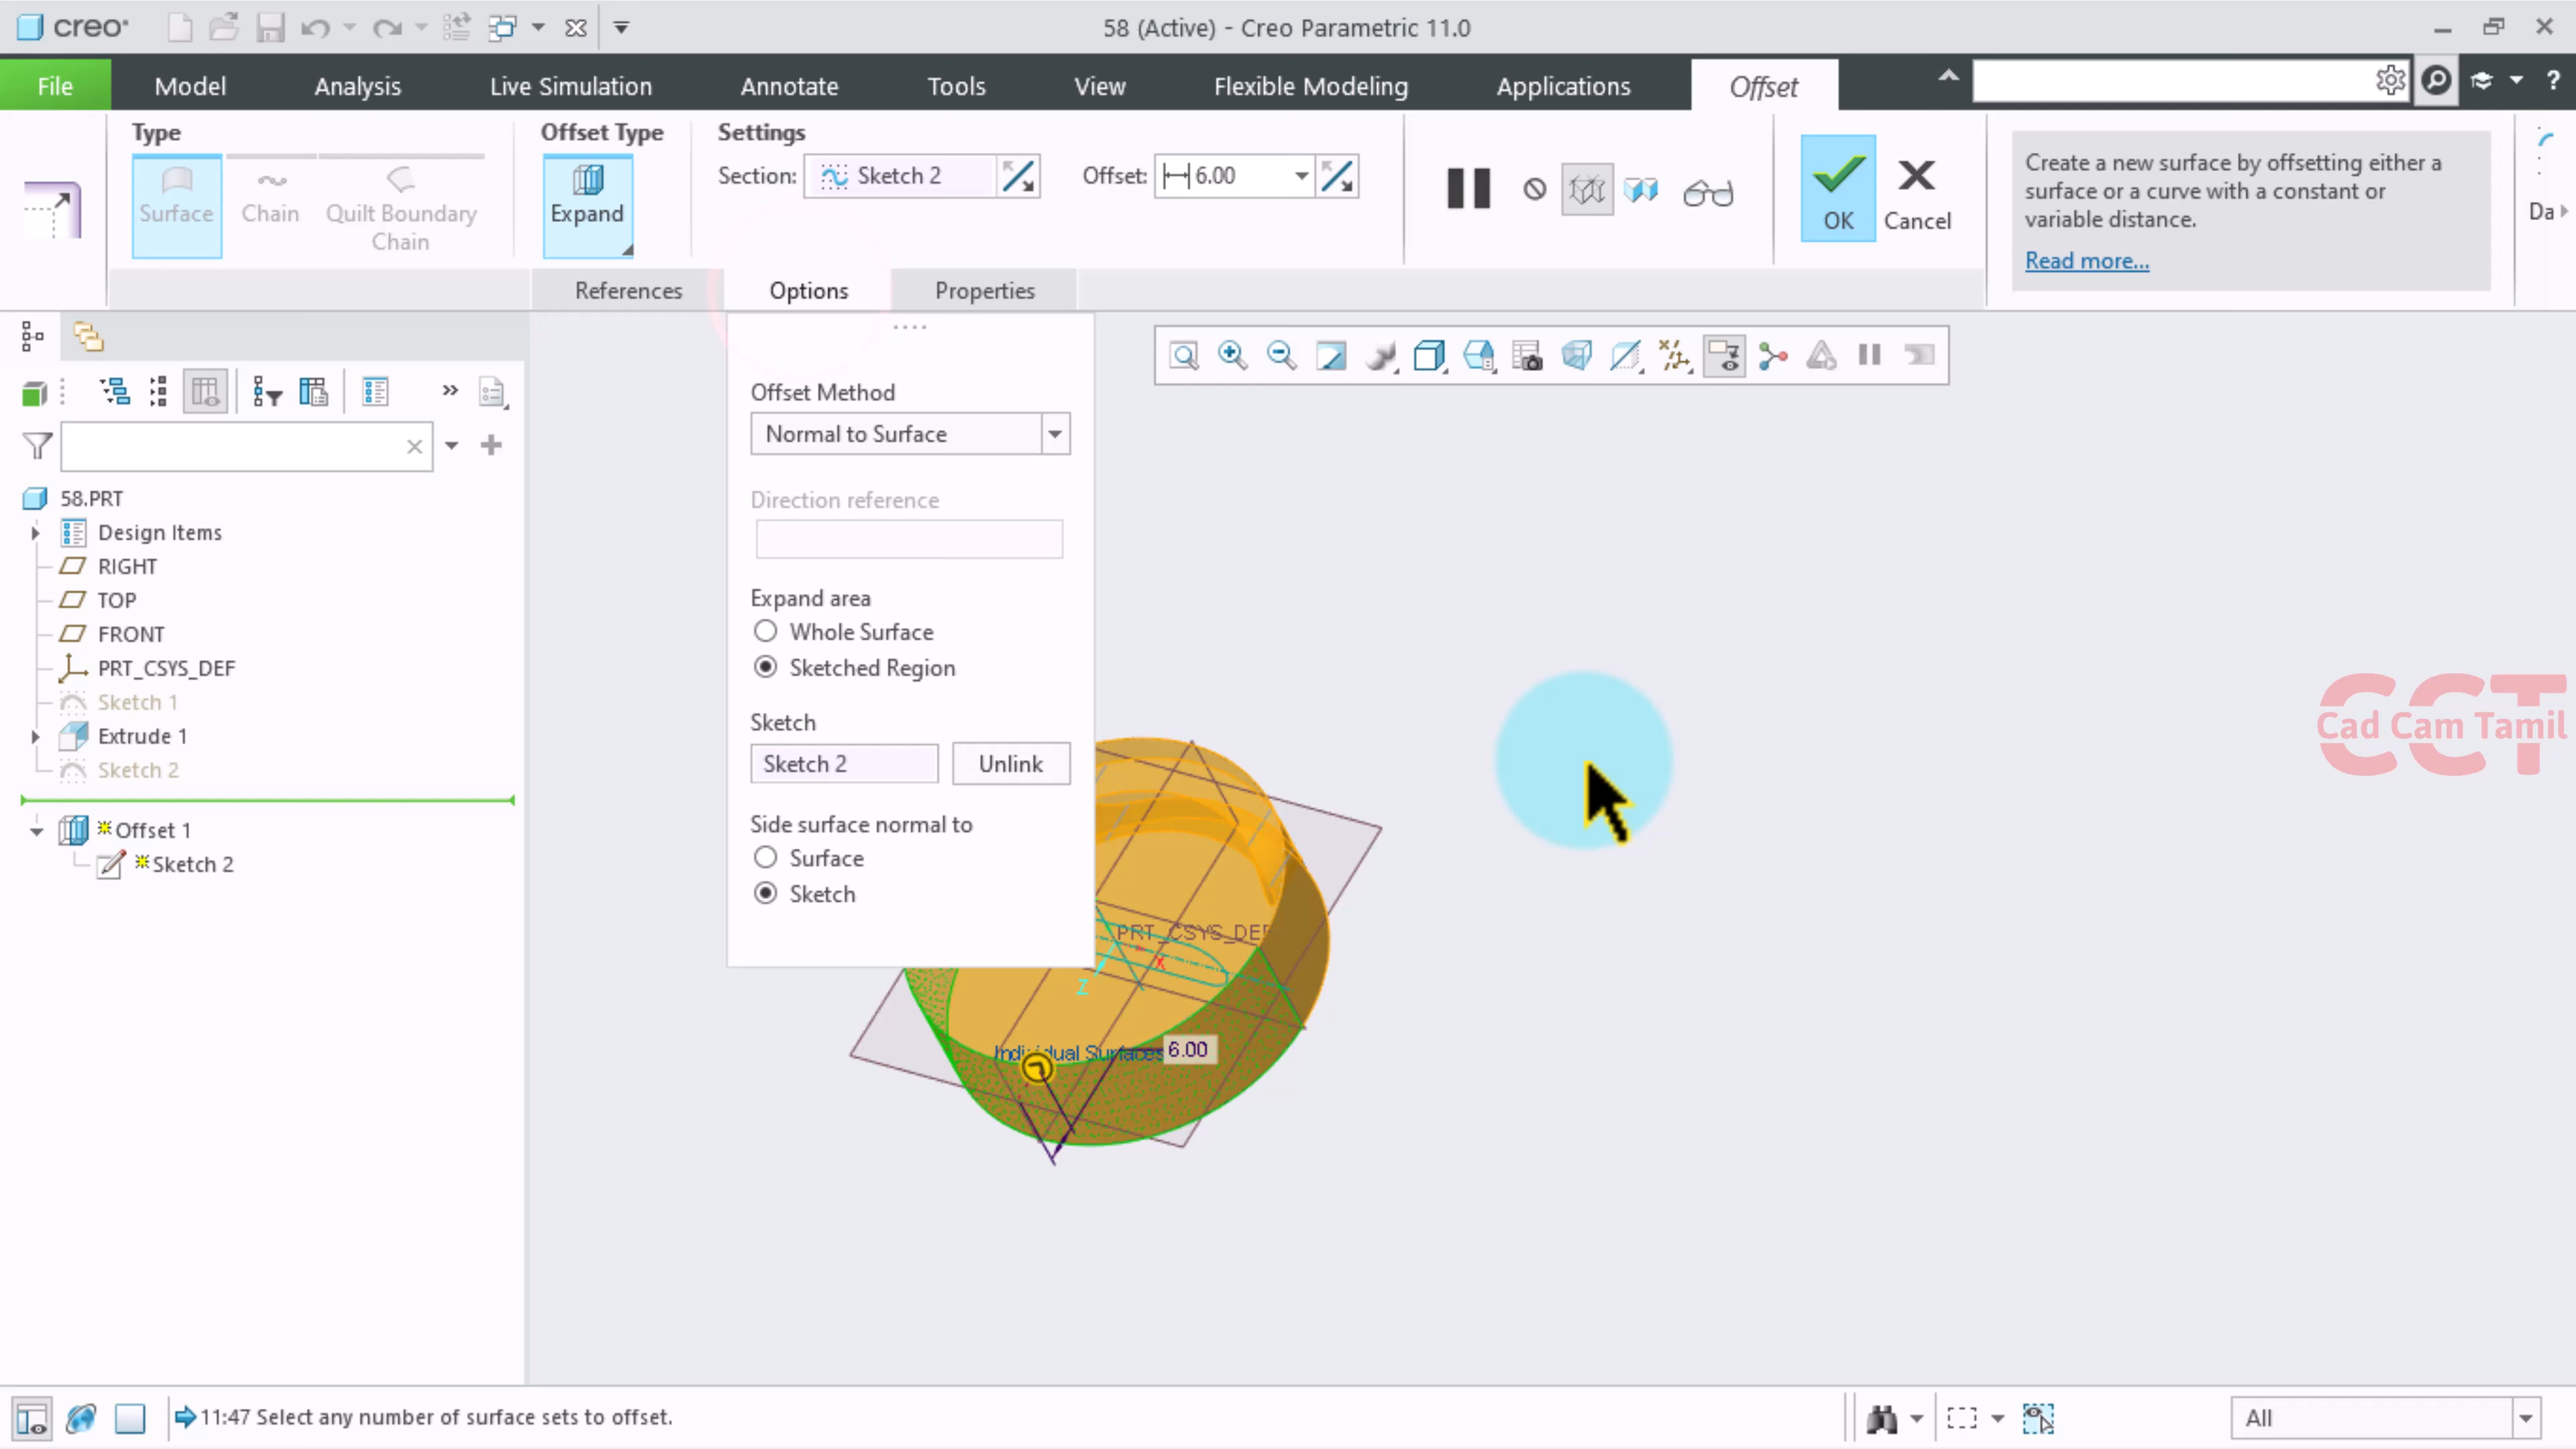 creo
58 (Active) - Creo Parametric 11.0
File
Model
Analysis
Live Simulation
Annotate
Tools
View
Flexible Modeling
Applications
Offset
Type
Offset Type
Settings
Surface
Chain
Quilt Boundary
Chain
Expand
Section:
Sketch 2
Offset:
6.00
OK
Cancel
Create a new surface by offsetting either a
surface or a curve with a constant or
variable distance.
Read more...
Da
References
Options
Properties
Offset Method
Normal to Surface
Direction reference
Expand area
Whole Surface
Sketched Region
Sketch
Sketch 2
Unlink
Side surface normal to
Surface
Sketch
58.PRT
Design Items
RIGHT
TOP
FRONT
PRT_CSYS_DEF
Sketch 1
Extrude 1
Sketch 2
Offset 1
Sketch 2
PRT_CSYS_DEF
X
Z
Individual Surfaces
6.00
CCT
Cad Cam Tamil
11:47 Select any number of surface sets to offset.
All